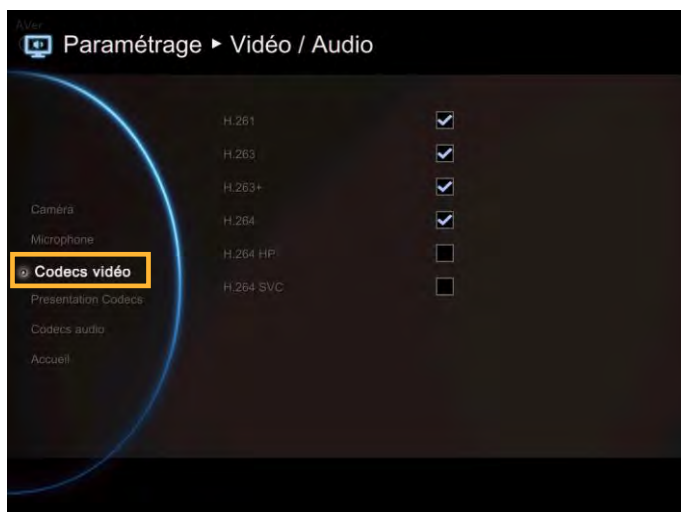 AVer
Paramétrage ► Vidéo / Audio
H.261
H.263
H.263+
H.264
H.264 HP
H.264 SVC
Caméra
Microphone
Codecs vidéo
Presentation Codecs
Codecs audio
Accueil